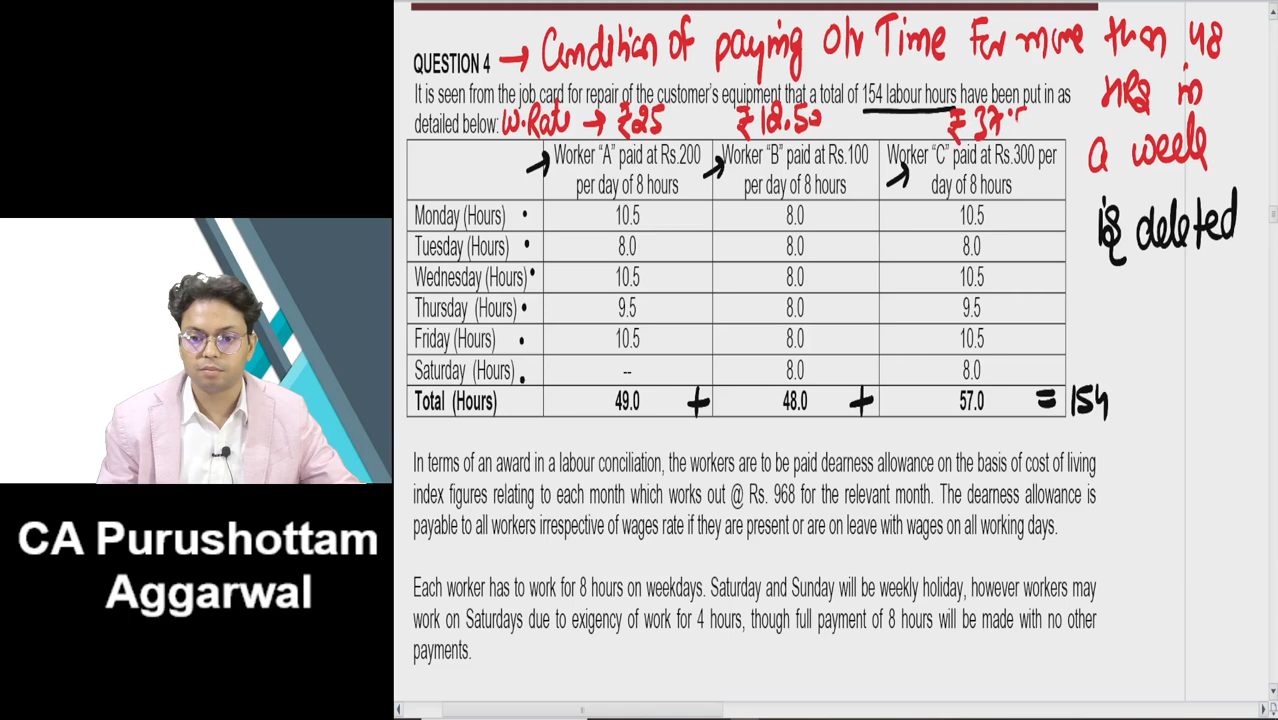 QUESTION 4 → Condition of paying O/V Time For more than 48
It is seen from the job card for repair of the customer's equipment that a total of 154 labour hours have been put in as
HRS in
detailed below: W.Rate → ₹25 ₹12.50 ₹37.5
a week
Worker "A" paid at Rs.200 per day of 8 hours
Worker "B" paid at Rs.100 per day of 8 hours
Worker "C" paid at Rs.300 per day of 8 hours
is deleted
Monday (Hours) 10.5 8.0 10.5
Tuesday (Hours) 8.0 8.0 8.0
Wednesday (Hours) 10.5 8.0 10.5
Thursday (Hours) 9.5 8.0 9.5
Friday (Hours) 10.5 8.0 10.5
Saturday (Hours) -- 8.0 8.0
Total (Hours) 49.0 + 48.0 + 57.0 = 154
In terms of an award in a labour conciliation, the workers are to be paid dearness allowance on the basis of cost of living
index figures relating to each month which works out @ Rs. 968 for the relevant month. The dearness allowance is
payable to all workers irrespective of wages rate if they are present or are on leave with wages on all working days.
Each worker has to work for 8 hours on weekdays. Saturday and Sunday will be weekly holiday, however workers may
work on Saturdays due to exigency of work for 4 hours, though full payment of 8 hours will be made with no other
payments.
CA Purushottam
Aggarwal